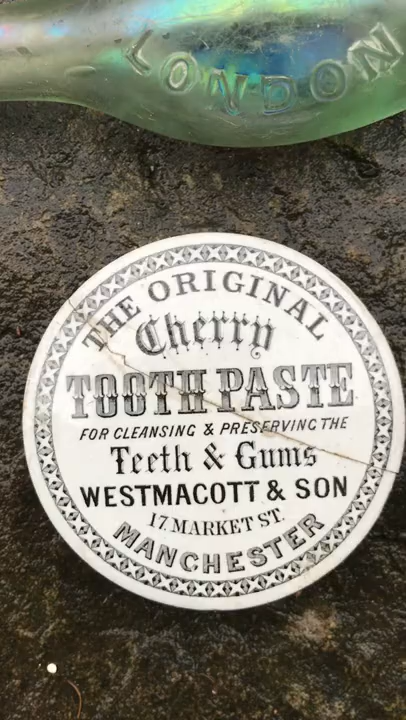 LONDON
THE ORIGINAL
Cherry
TOOTH PASTE
FOR CLEANSING & PRESERVING THE
Teeth & Gums
WESTMACOTT & SON
17 MARKET ST.
MANCHESTER